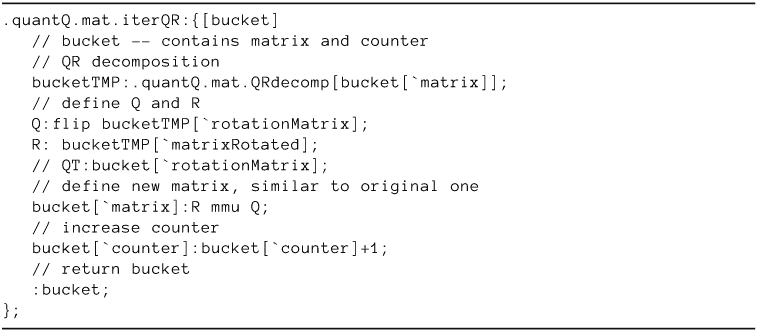 .quantQ.mat.iterQR:{[bucket]
// bucket -- contains matrix and counter
// QR decomposition
bucketTMP:.quantQ.mat.QRdecomp[bucket[`matrix]];
// define Q and R
Q:flip bucketTMP[`rotationMatrix];
R: bucketTMP[`matrixRotated];
// QT:bucket[`rotationMatrix];
// define new matrix, similar to original one
bucket[`matrix]:R mmu Q;
// increase counter
bucket[`counter]:bucket[`counter]+1;
// return bucket
:bucket;
};